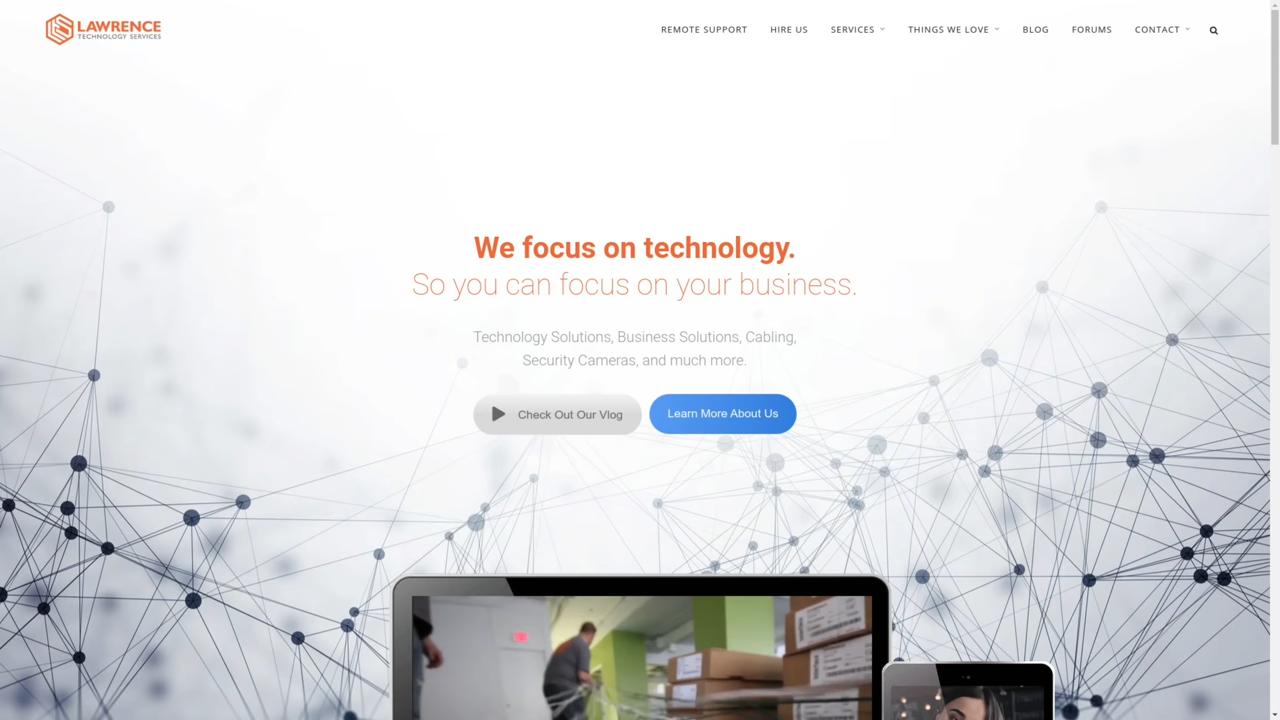 LAWRENCE
TECHNOLOGY SERVICES
REMOTE SUPPORT
HIRE US
SERVICES
THINGS WE LOVE
BLOG
FORUMS
CONTACT
We focus on technology.
So you can focus on your business.
Technology Solutions, Business Solutions, Cabling,
Security Cameras, and much more.
Check Out Our Vlog
Learn More About Us